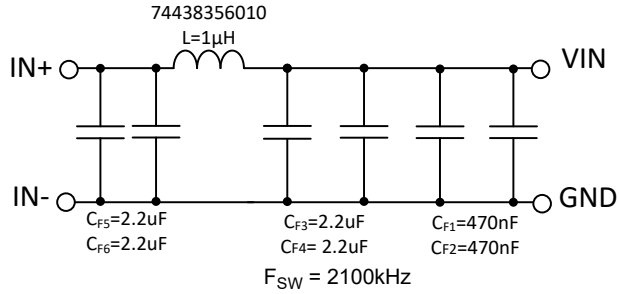 74438356010
L=1µH
IN+
VIN
IN-
GND
CF5=2.2uF
CF6=2.2uF
CF3=2.2uF
CF4= 2.2uF
CF1=470nF
CF2=470nF
FSW = 2100kHz